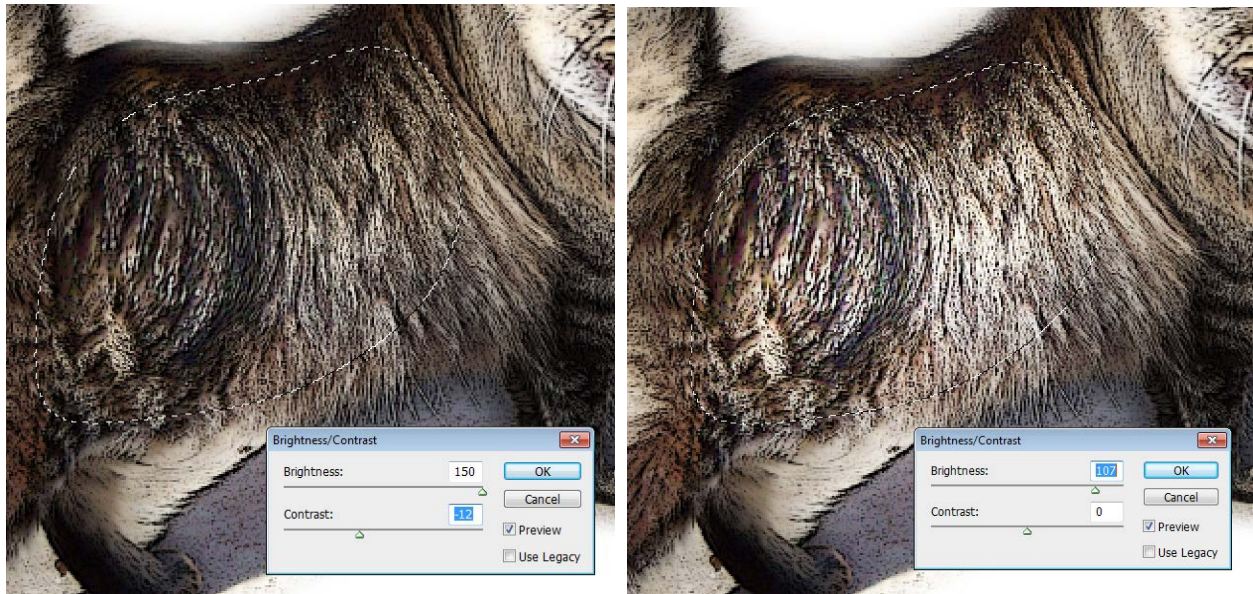 Brightness/Contrast
Brightness: 150
OK
Cancel
Contrast: -12
Preview
Use Legacy
Brightness/Contrast
Brightness: 107
OK
Cancel
Contrast: 0
Preview
Use Legacy